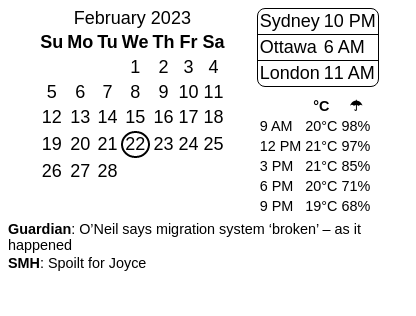 February 2023
Su Mo Tu We Th Fr Sa
1 2 3 4
5 6 7 8 9 10 11
12 13 14 15 16 17 18
19 20 21 22 23 24 25
26 27 28
Sydney 10 PM
Ottawa 6 AM
London 11 AM
°C ☂
9 AM 20°C 98%
12 PM 21°C 97%
3 PM 21°C 85%
6 PM 20°C 71%
9 PM 19°C 68%
Guardian: O’Neil says migration system ‘broken’ – as it
happened
SMH: Spoilt for Joyce